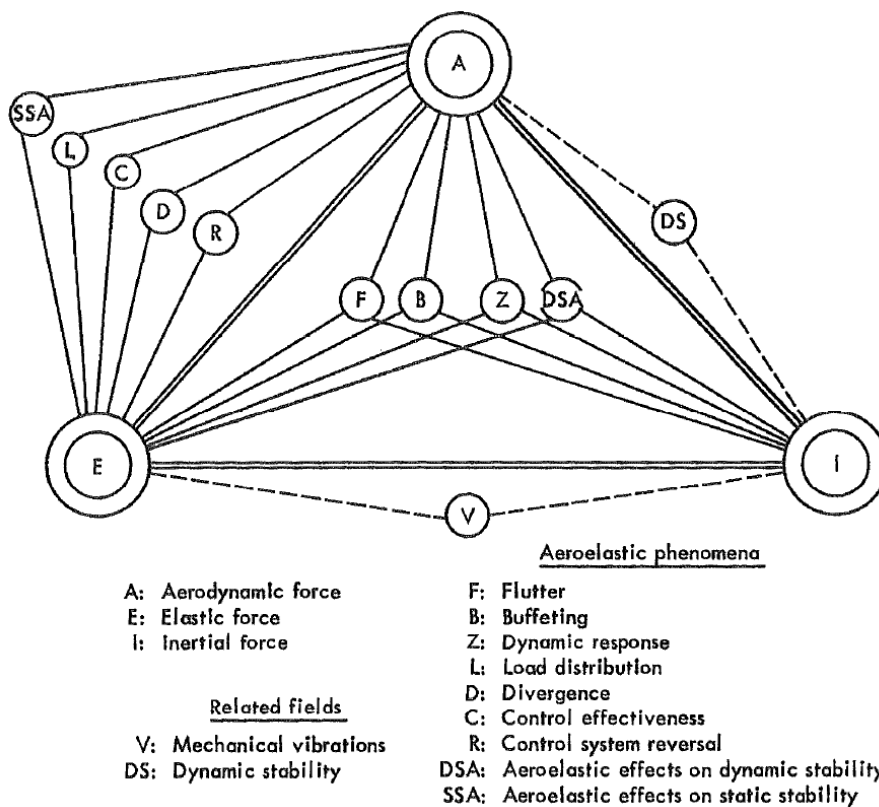 A
SSA
L
C
D
R
DS
F
B
Z
DSA
E
I
V
Aeroelastic phenomena
A: Aerodynamic force
E: Elastic force
I: Inertial force
Related fields
V: Mechanical vibrations
DS: Dynamic stability
F: Flutter
B: Buffeting
Z: Dynamic response
L: Load distribution
D: Divergence
C: Control effectiveness
R: Control system reversal
DSA: Aeroelastic effects on dynamic stability
SSA: Aeroelastic effects on static stability